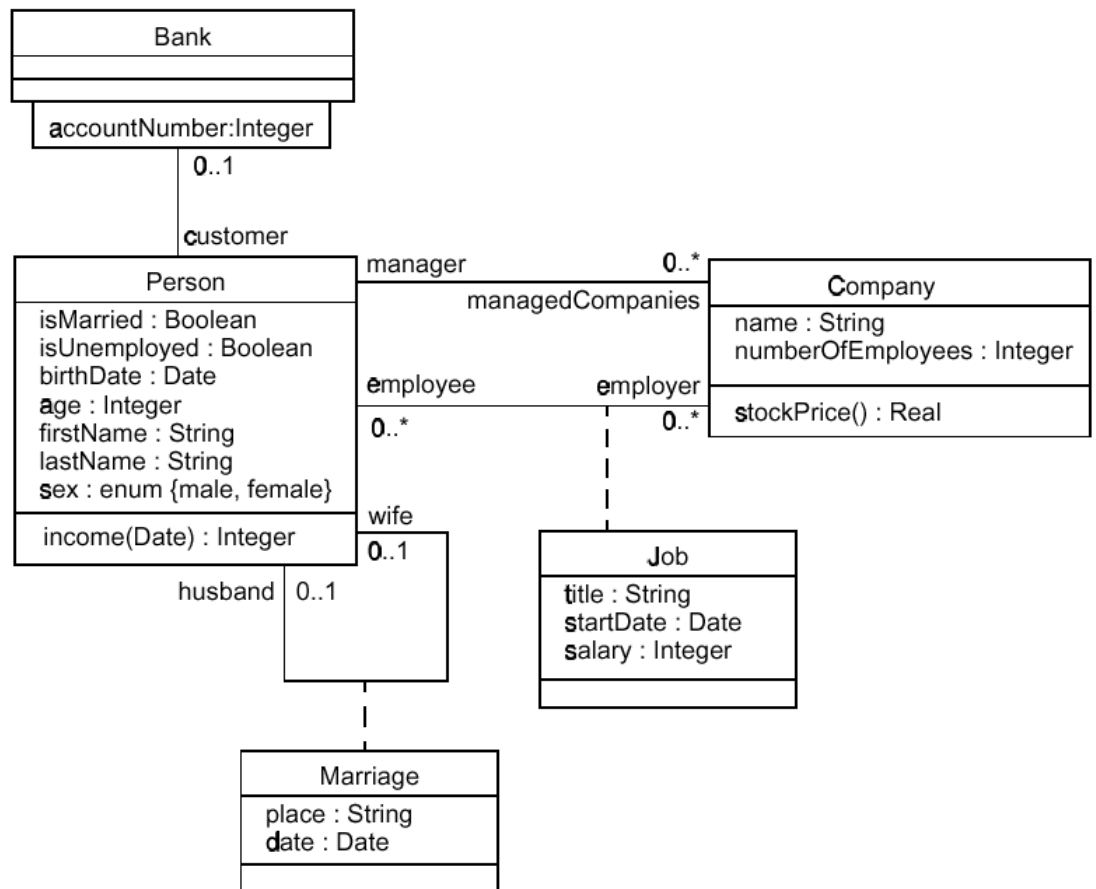 Bank
accountNumber:Integer
0..1
customer
Person
isMarried : Boolean
isUnemployed : Boolean
birthDate : Date
age : Integer
firstName : String
lastName : String
sex : enum {male, female}
income(Date) : Integer
manager
0..*
managedCompanies
employee
employer
0..*
0..*
Company
name : String
numberOfEmployees : Integer
stockPrice() : Real
wife
0..1
husband
0..1
Job
title : String
startDate : Date
salary : Integer
Marriage
place : String
date : Date